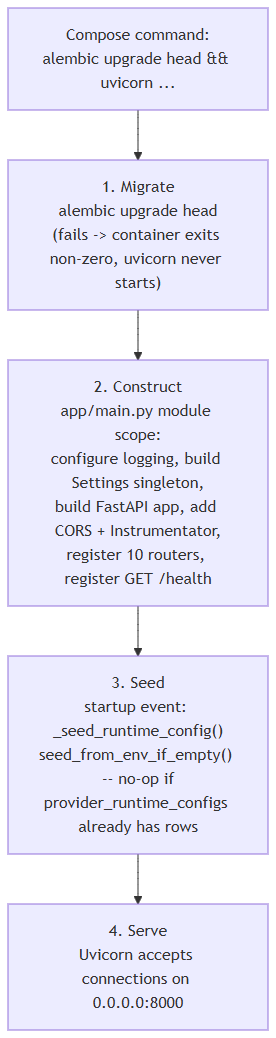 Compose command:
alembic upgrade head &&
uvicorn ...
1. Migrate
alembic upgrade head
(fails -> container exits
non-zero, uvicorn never
starts)
2. Construct
app/main.py module
scope:
configure logging, build
Settings singleton,
build FastAPI app, add
CORS + Instrumentator,
register 10 routers,
register GET /health
3. Seed
startup event:
_seed_runtime_config()
seed_from_env_if_empty()
-- no-op if
provider_runtime_configs
already has rows
4. Serve
Uvicorn accepts
connections on
0.0.0.0:8000